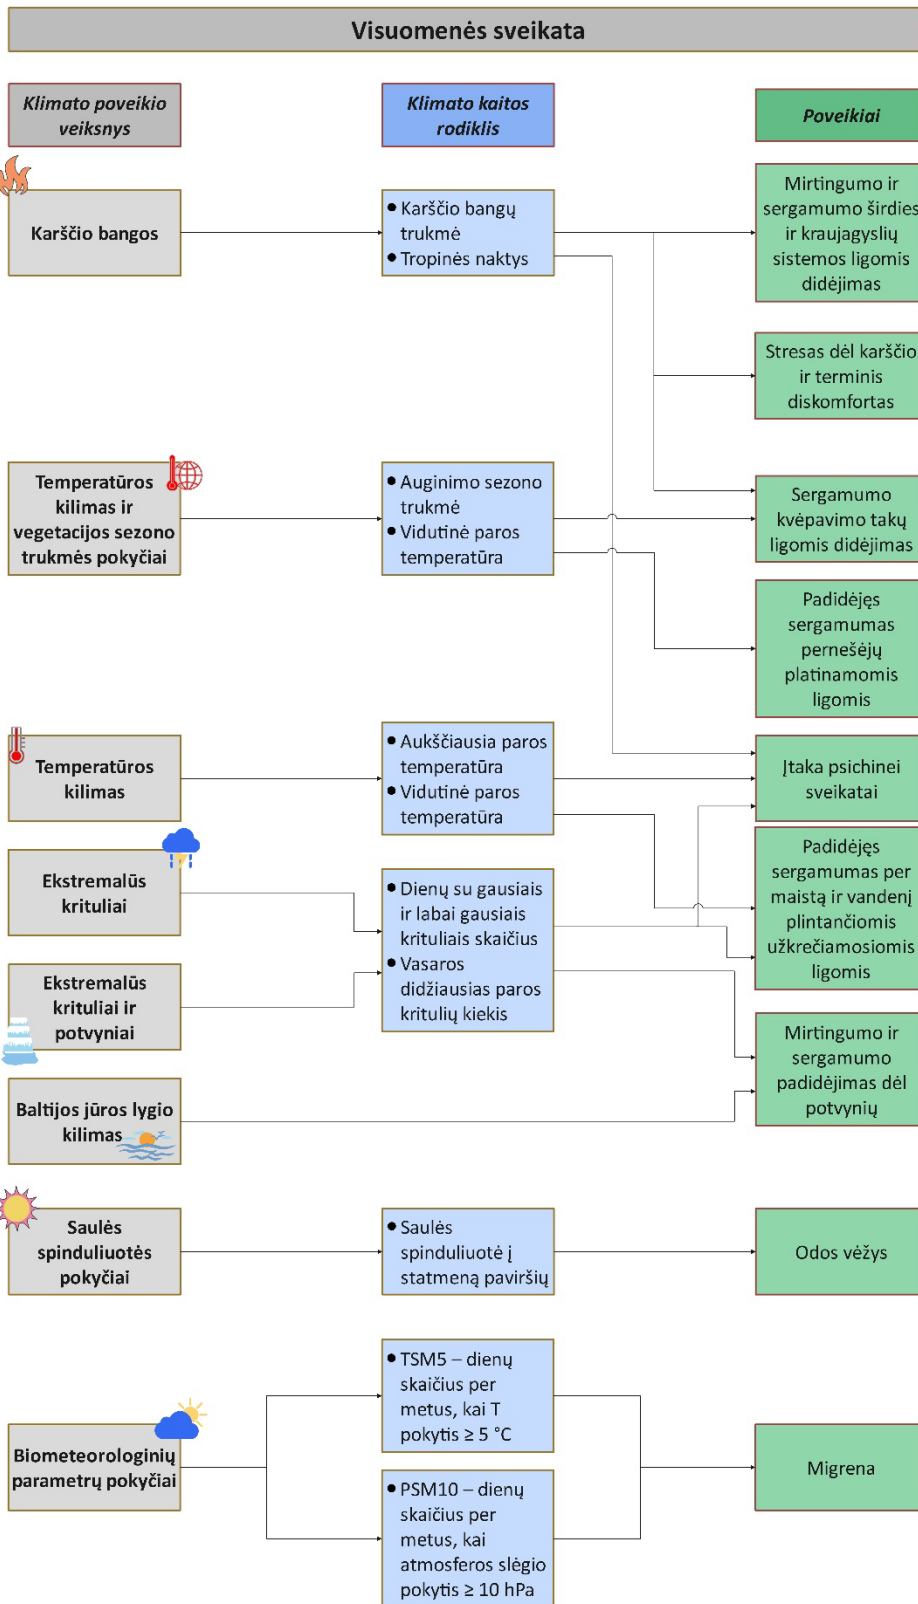 Visuomenės sveikata
Klimato poveikio
veiksnys
Klimato kaitos
rodiklis
Poveikiai
Karščio bangos
● Karščio bangų
trukmė
● Tropinės naktys
Mirtingumo ir
sergamumo širdies
ir kraujagyslių
sistemos ligomis
didėjimas
Stresas dėl karščio
ir terminis
diskomfortas
Temperatūros
kilimas ir
vegetacijos sezono
trukmės pokyčiai
● Auginimo sezono
trukmė
● Vidutinė paros
temperatūra
Sergamumo
kvėpavimo takų
ligomis didėjimas
Padidėjęs
sergamumas
pernešėjų
platinamomis
ligomis
Temperatūros
kilimas
● Aukščiausia paros
temperatūra
● Vidutinė paros
temperatūra
Įtaka psichinei
sveikatai
Ekstremalūs
krituliai
● Dienų su gausiais
ir labai gausiais
krituliais skaičius
● Vasaros
didžiausias paros
kritulių kiekis
Padidėjęs
sergamumas per
maistą ir vandenį
plintančiomis
užkrečiamosiomis
ligomis
Ekstremalūs
krituliai ir
potvyniai
Mirtingumo ir
sergamumo
padidėjimas dėl
potvynių
Baltijos jūros lygio
kilimas
Saulės
spinduliuotės
pokyčiai
● Saulės
spinduliuotė į
statmeną paviršių
Odos vėžys
Biometeorologinių
parametrų pokyčiai
● TSM5 – dienų
skaičius per
metus, kai T
pokytis ≥ 5 °C
● PSM10 – dienų
skaičius per
metus, kai
atmosferos slėgio
pokytis ≥ 10 hPa
Migrena